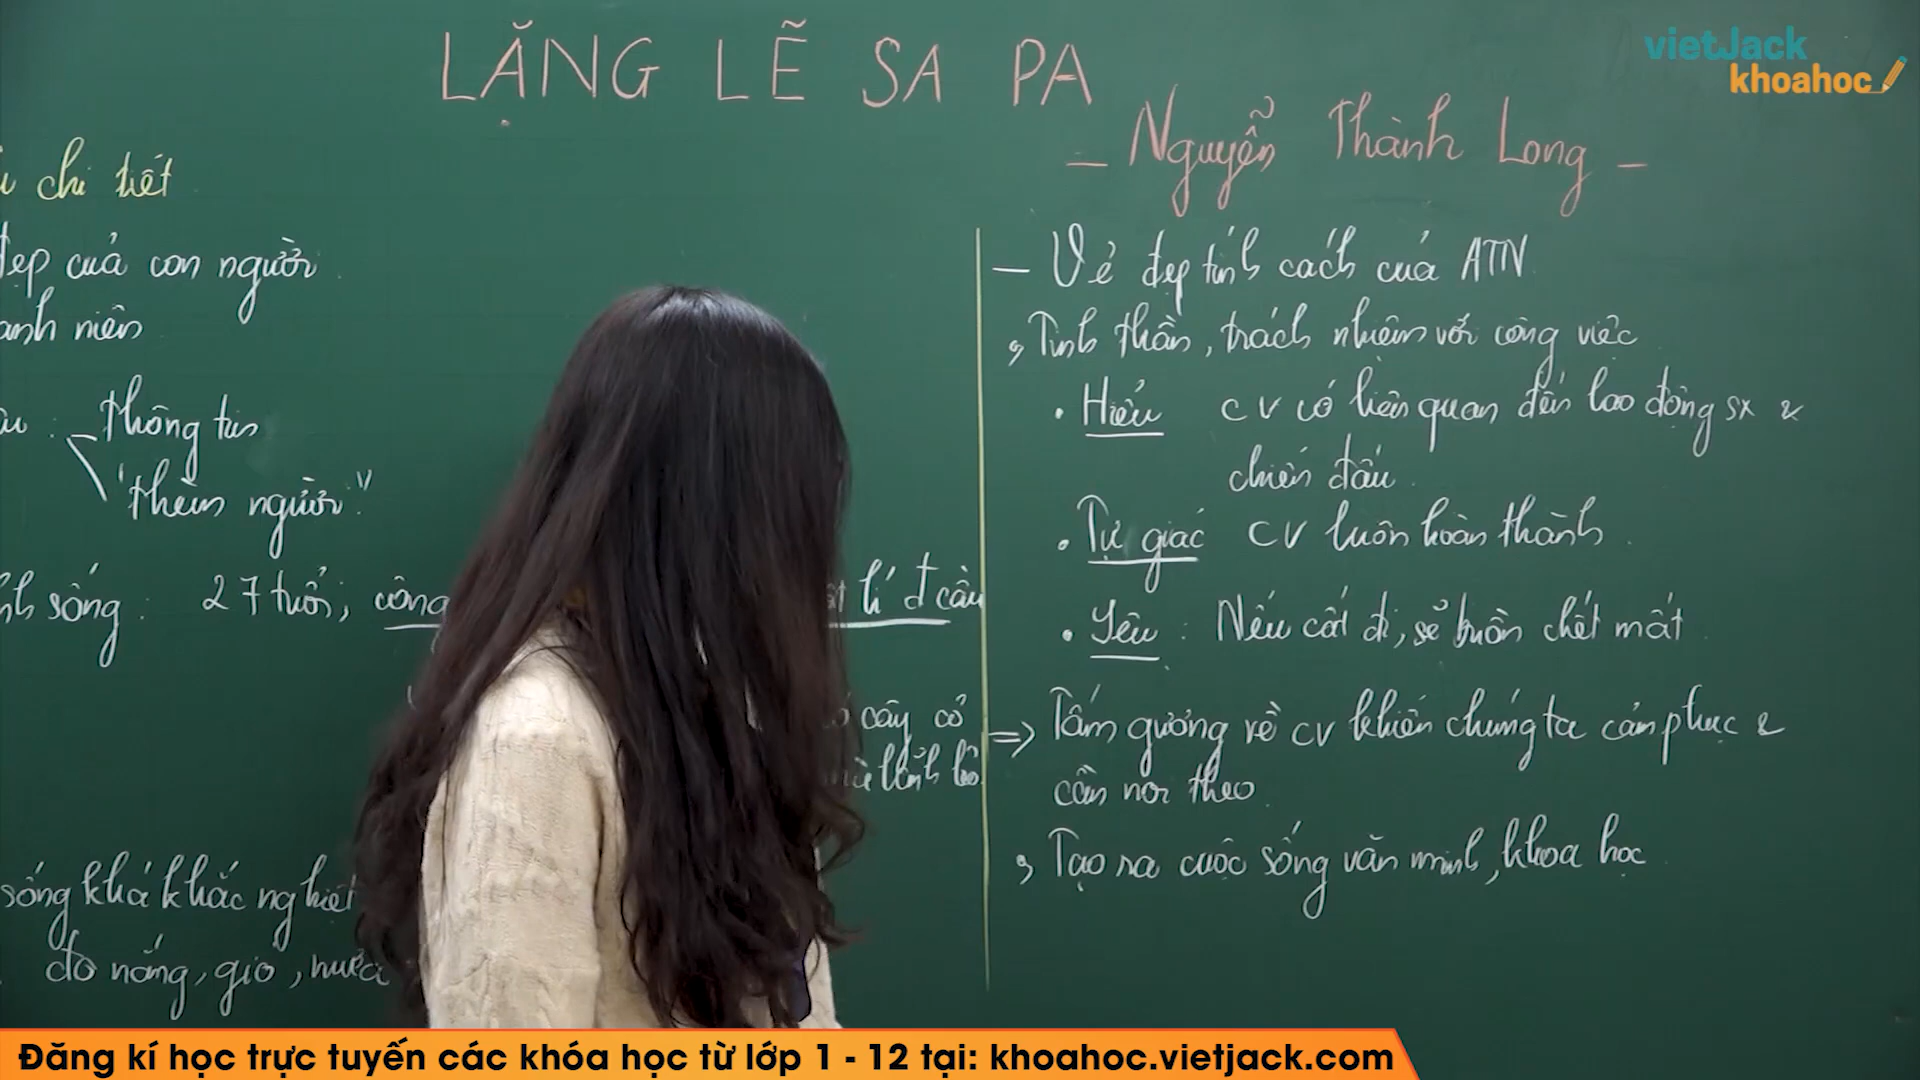 LẶNG LẼ SA PA
- Nguyễn Thành Long -
vietJack
khoahoc
chi tiết
đẹp của con người
anh niên
: thông tin
"thèm người"
sống : 27 tuổi, công lí đ cầu
cây cỏ
sống khá khắc nghiệt
đo nắng, gió, mưa
- Vẻ đẹp tính cách của ATN
, Tinh thần, trách nhiệm với công việc
. Hiểu CV có liên quan đến lao động sx &
chiến đấu.
. Tự giác CV luôn hoàn thành.
. Yêu : Nếu cất đi, sẽ buồn chết mất.
=> Tấm gương về CV khiến chúng ta cảm phục &
cần noi theo.
, Tạo ra cuộc sống văn minh, khoa học
Đăng kí học trực tuyến các khóa học từ lớp 1 - 12 tại: khoahoc.vietjack.com